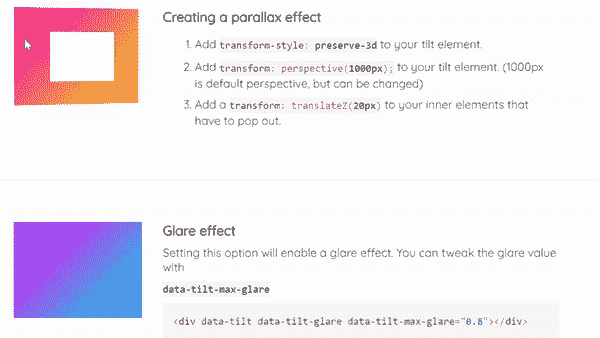 Creating a parallax effect
1. Add transform-style: preserve-3d to your tilt element.
2. Add transform: perspective(1000px); to your tilt element. (1000px
is default perspective, but can be changed)
3. Add a transform: translateZ(20px) to your inner elements that
have to pop out.
Glare effect
Setting this option will enable a glare effect. You can tweak the glare value
with
data-tilt-max-glare
<div data-tilt data-tilt-glare data-tilt-max-glare="0.8"></div>